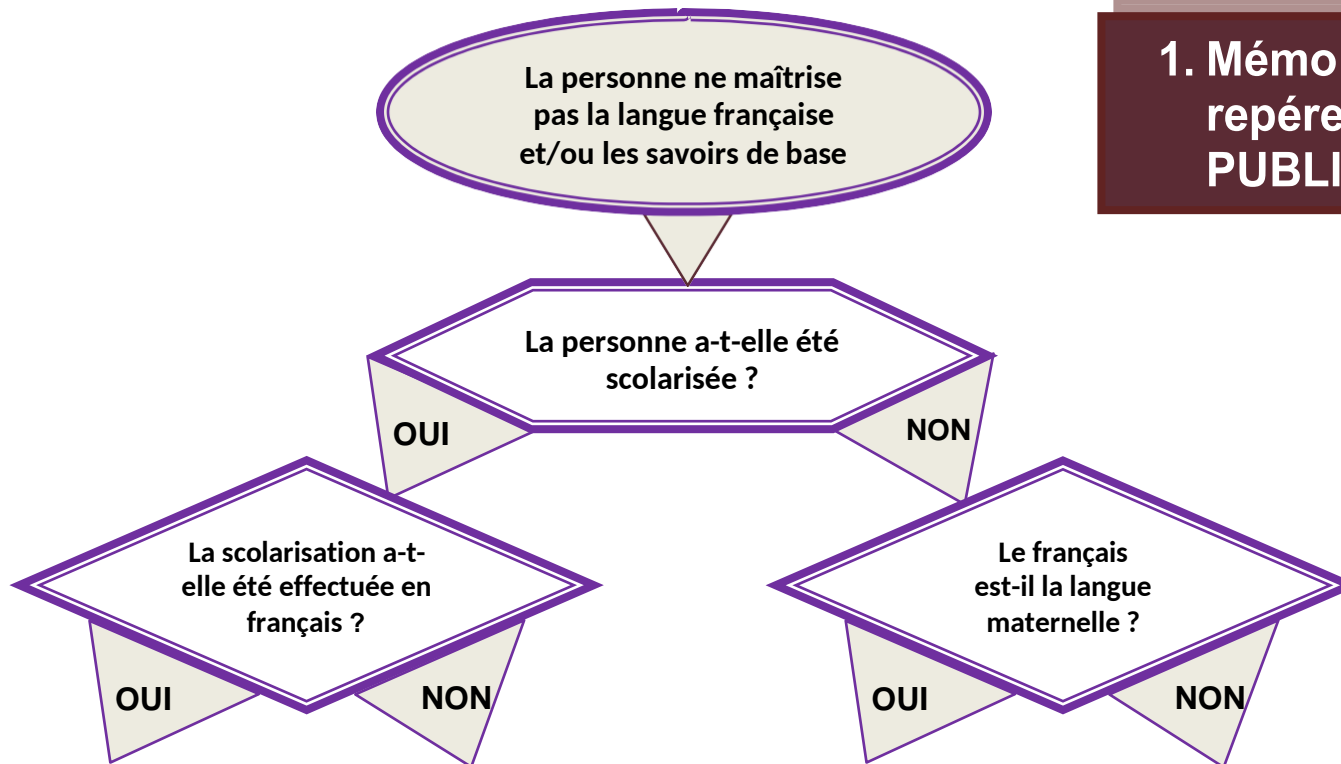 La personne ne maîtrise
pas la langue française
et/ou les savoirs de base
1. Mémo
repére
PUBLI
La personne a-t-elle été
scolarisée ?
OUI
NON
La scolarisation a-t-
elle été effectuée en
français ?
Le français
est-il la langue
maternelle ?
OUI
NON
OUI
NON